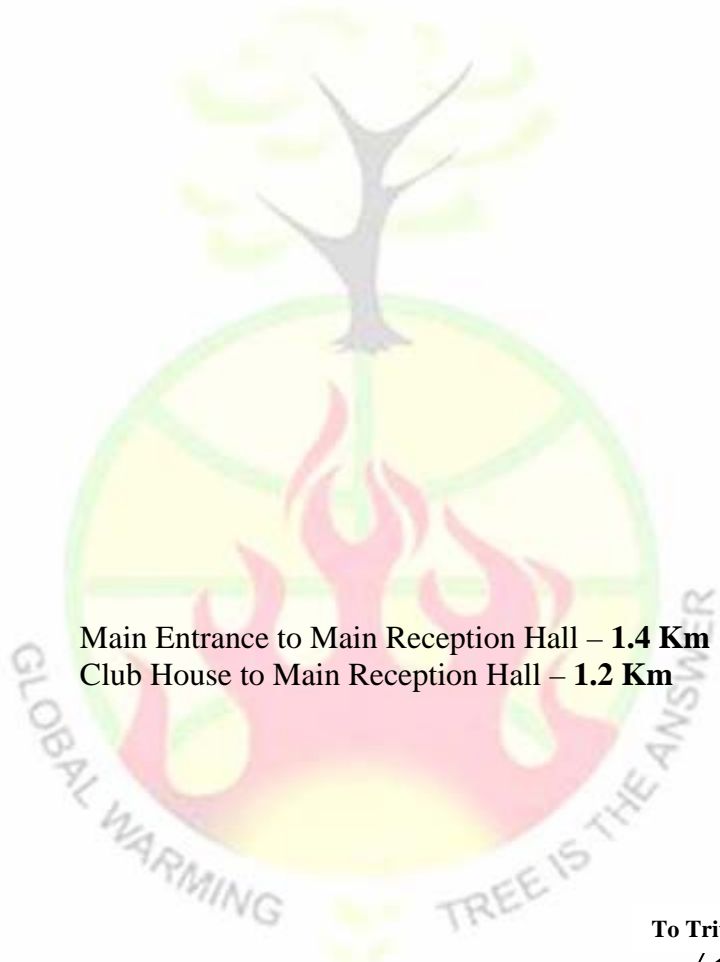 Main Entrance to Main Reception Hall – 1.4 Km
Club House to Main Reception Hall – 1.2 Km
GLOBAL WARMING
TREE IS THE ANSWER
To